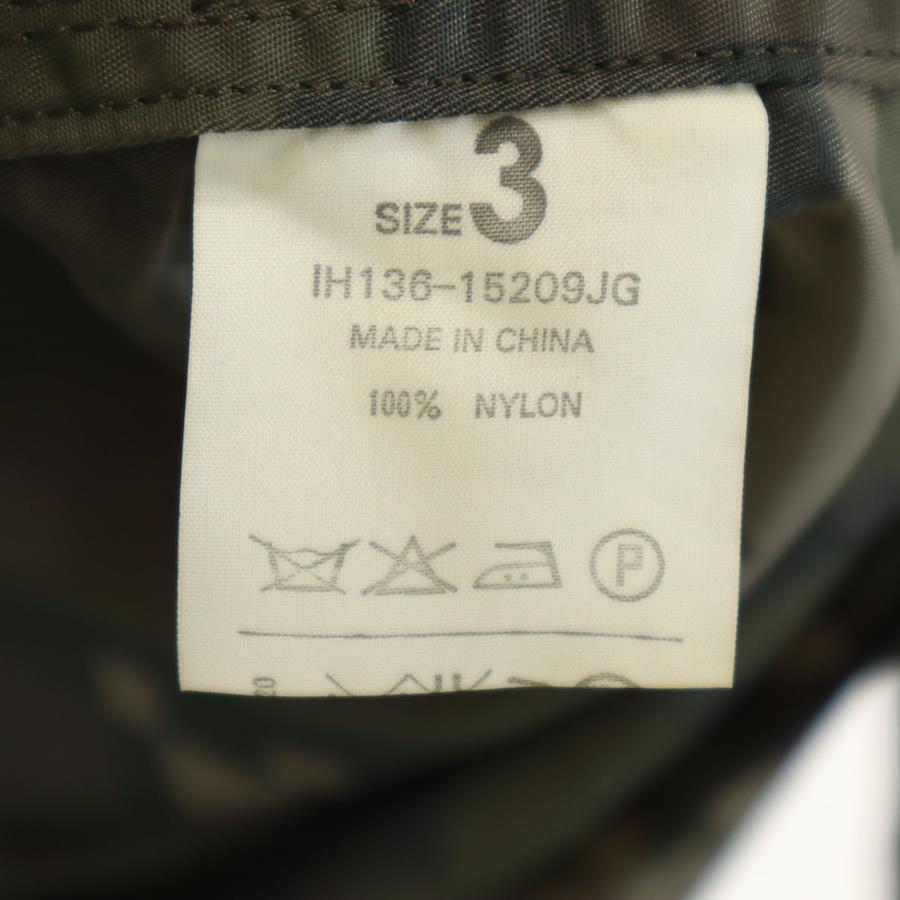 SIZE 3
IH136-15209JG
MADE IN CHINA
100% NYLON
P